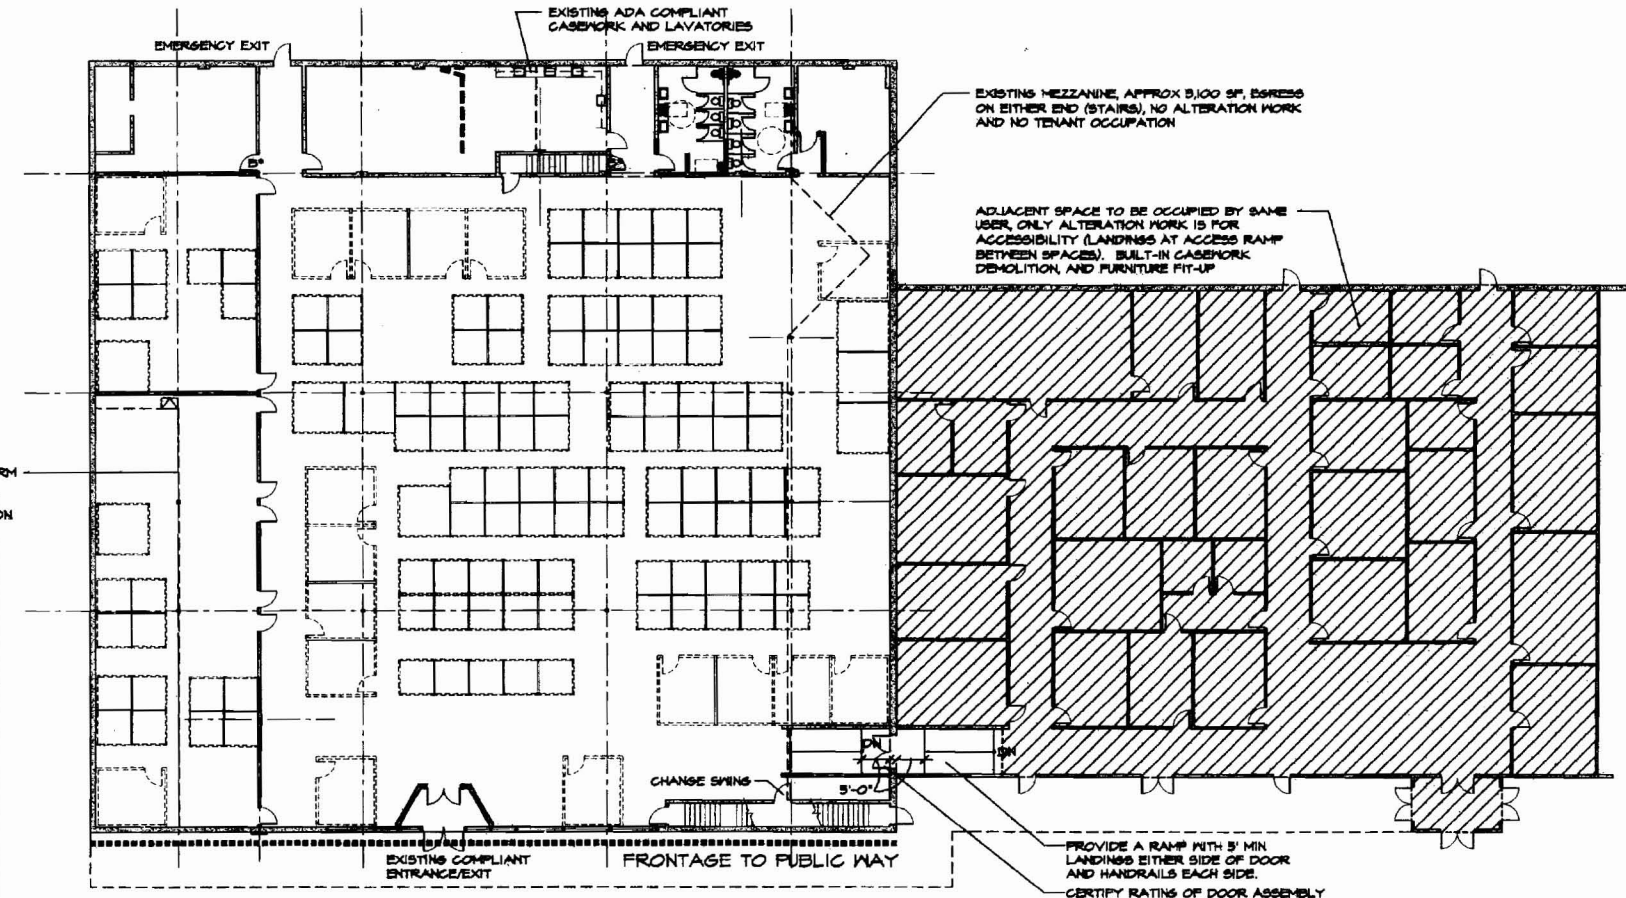 EXISTING ADA COMPLIANT
CASEWORK AND LAVATORIES
EMERGENCY EXIT
EMERGENCY EXIT
EXISTING MEZZANINE, APPROX 5,100 SF, EGRESS
ON EITHER END (STAIRS), NO ALTERATION WORK
AND NO TENANT OCCUPATION
ADJACENT SPACE TO BE OCCUPIED BY SAME
USER, ONLY ALTERATION WORK IS FOR
ACCESSIBILITY (LANDINGS AT ACCESS RAMP
BETWEEN SPACES). BUILT-IN CASEWORK
DEMOLITION, AND FURNITURE FIT-UP
RM
ON
DN
DN
CHANGE SWING
5'-0"
EXISTING COMPLIANT
ENTRANCE/EXIT
FRONTAGE TO PUBLIC WAY
PROVIDE A RAMP WITH 5' MIN
LANDINGS EITHER SIDE OF DOOR
AND HANDRAILS EACH SIDE.
CERTIFY RATING OF DOOR ASSEMBLY